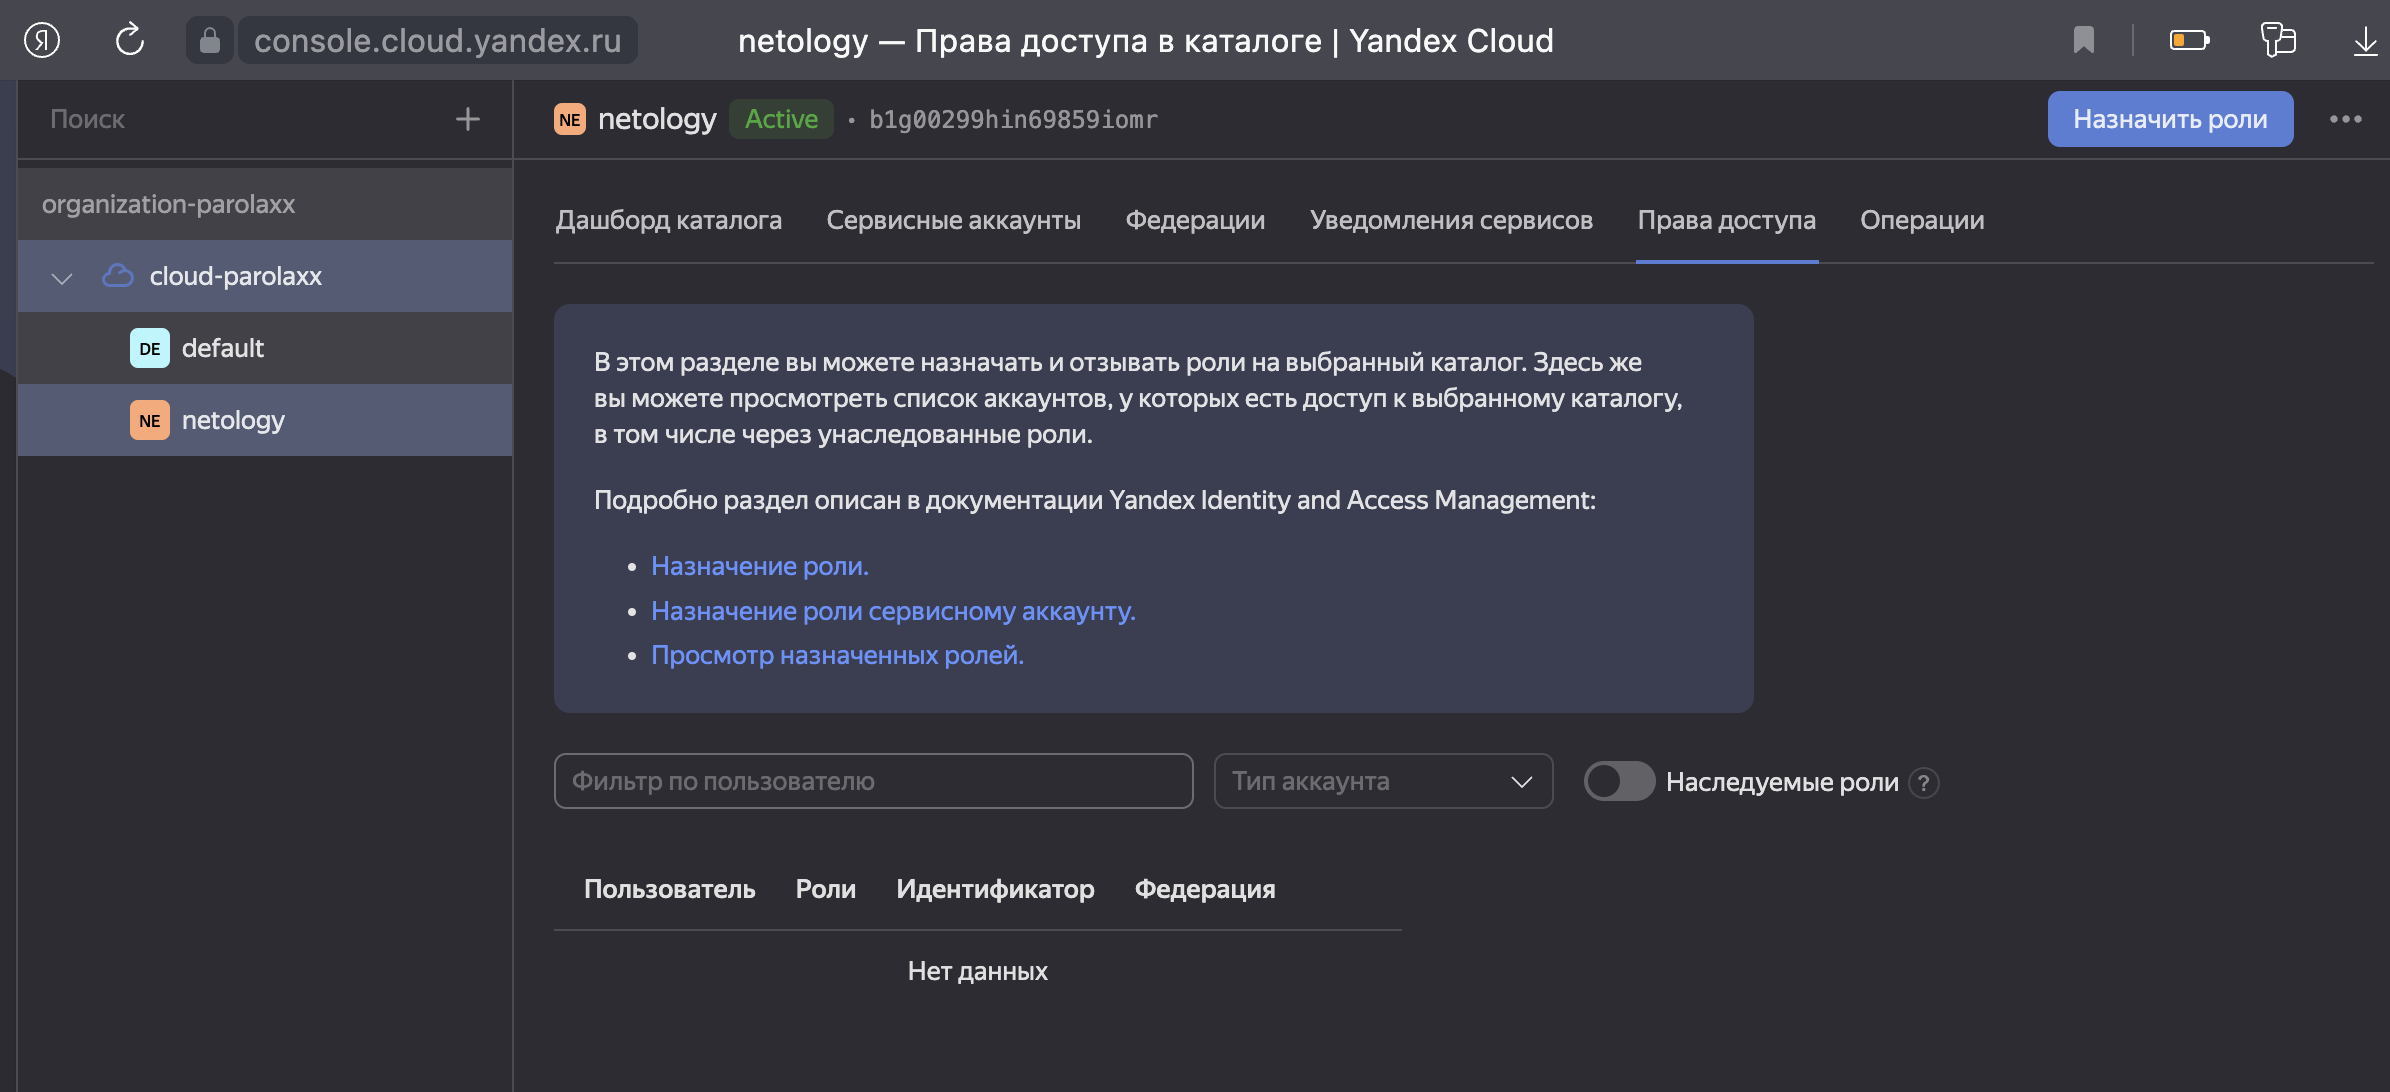 Я
console.cloud.yandex.ru
netology — Права доступа в каталоге | Yandex Cloud
Поиск
NE netology Active • b1g00299hin69859iomr
Назначить роли
organization-parolaxx
cloud-parolaxx
DE default
NE netology
Дашборд каталога Сервисные аккаунты Федерации Уведомления сервисов Права доступа Операции
В этом разделе вы можете назначать и отзывать роли на выбранный каталог. Здесь же
вы можете просмотреть список аккаунтов, у которых есть доступ к выбранному каталогу,
в том числе через унаследованные роли.
Подробно раздел описан в документации Yandex Identity and Access Management:
• Назначение роли.
• Назначение роли сервисному аккаунту.
• Просмотр назначенных ролей.
Фильтр по пользователю
Тип аккаунта
Наследуемые роли ?
Пользователь Роли Идентификатор Федерация
Нет данных